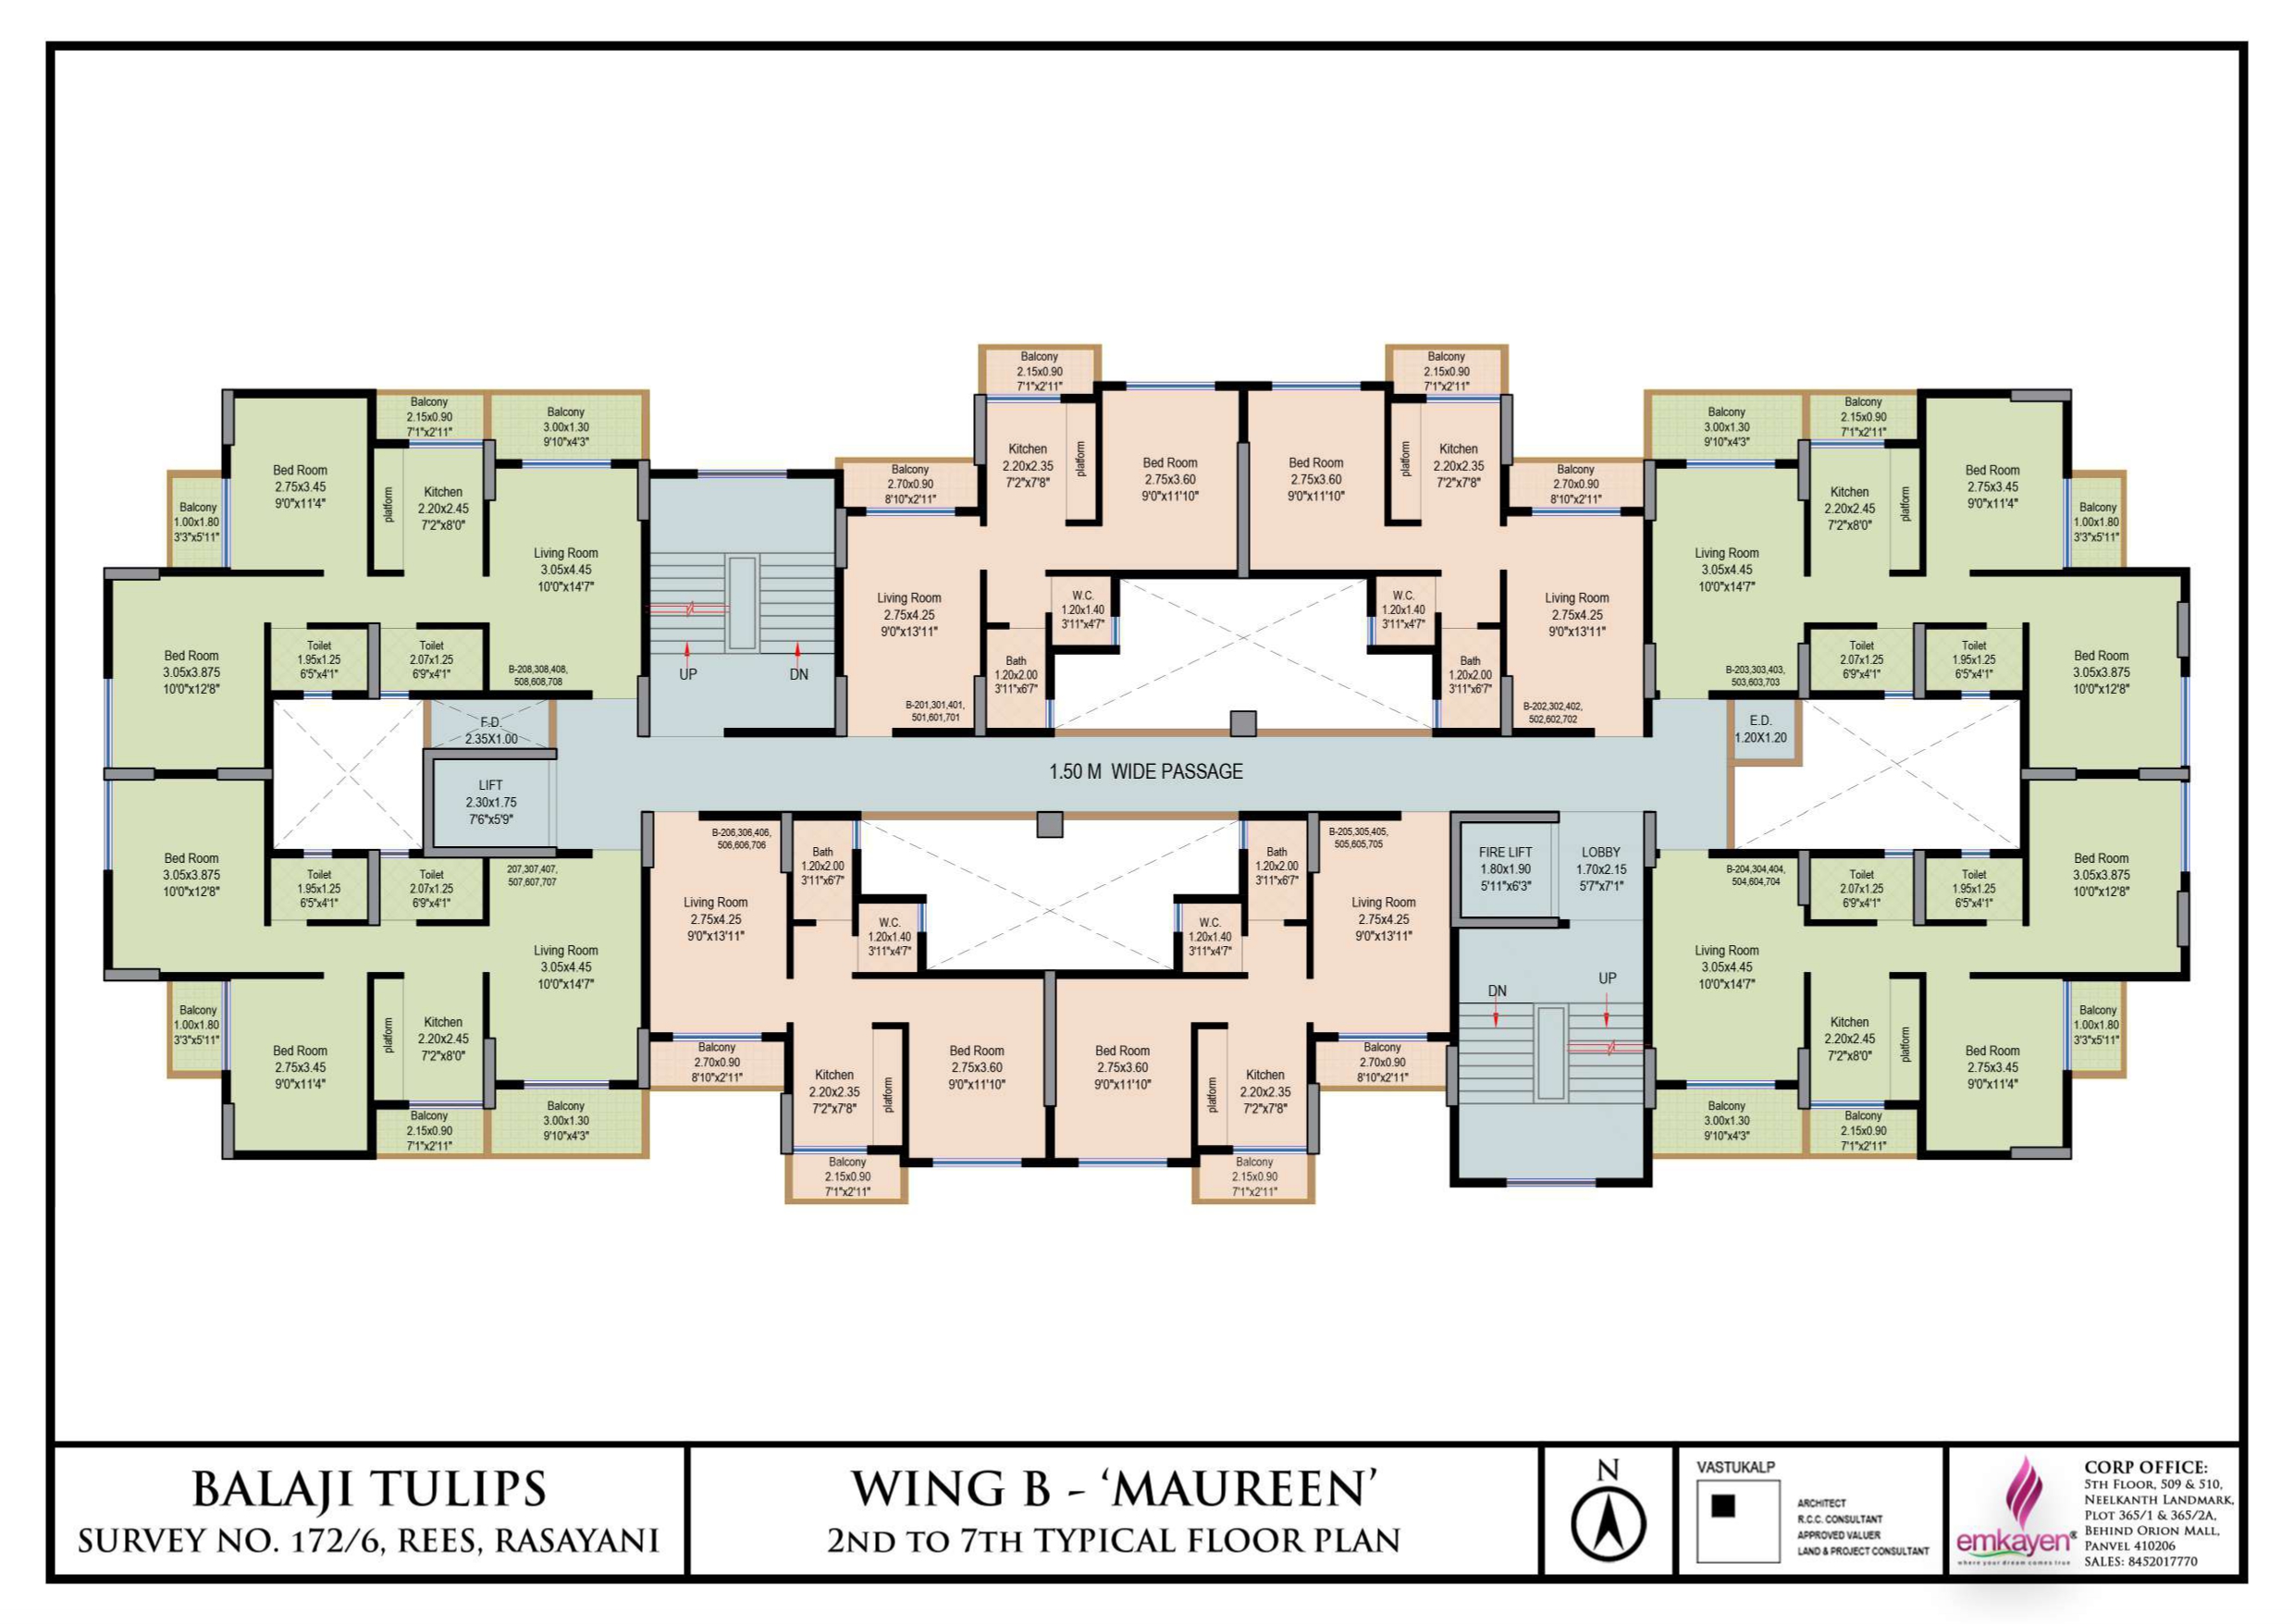 Balcony
2.15x0.90
7'1"x2'11"
Balcony
2.15x0.90
7'1"x2'11"
Balcony
2.15x0.90
7'1"x2'11"
Balcony
3.00x1.30
9'10"x4'3"
Balcony
3.00x1.30
9'10"x4'3"
Balcony
2.15x0.90
7'1"x2'11"
Bed Room
2.75x3.45
9'0"x11'4"
Kitchen
2.20x2.45
7'2"x8'0"
platform
Balcony
1.00x1.80
3'3"x5'11"
Living Room
3.05x4.45
10'0"x14'7"
Balcony
2.70x0.90
8'10"x2'11"
Kitchen
2.20x2.35
7'2"x7'8"
platform
Bed Room
2.75x3.60
9'0"x11'10"
Bed Room
2.75x3.60
9'0"x11'10"
platform
Kitchen
2.20x2.35
7'2"x7'8"
Balcony
2.70x0.90
8'10"x2'11"
Living Room
3.05x4.45
10'0"x14'7"
Kitchen
2.20x2.45
7'2"x8'0"
platform
Bed Room
2.75x3.45
9'0"x11'4"
Balcony
1.00x1.80
3'3"x5'11"
Bed Room
3.05x3.875
10'0"x12'8"
Toilet
1.95x1.25
6'5"x4'1"
Toilet
2.07x1.25
6'9"x4'1"
B-208,308,408,
508,608,708
UP
DN
Living Room
2.75x4.25
9'0"x13'11"
B-201,301,401,
501,601,701
W.C.
1.20x1.40
3'11"x4'7"
Bath
1.20x2.00
3'11"x6'7"
W.C.
1.20x1.40
3'11"x4'7"
Bath
1.20x2.00
3'11"x6'7"
Living Room
2.75x4.25
9'0"x13'11"
B-202,302,402,
502,602,702
B-203,303,403,
503,603,703
Toilet
2.07x1.25
6'9"x4'1"
Toilet
1.95x1.25
6'5"x4'1"
Bed Room
3.05x3.875
10'0"x12'8"
F.D.
2.35X1.00
E.D.
1.20X1.20
LIFT
2.30x1.75
7'6"x5'9"
1.50 M WIDE PASSAGE
Bed Room
3.05x3.875
10'0"x12'8"
Toilet
1.95x1.25
6'5"x4'1"
Toilet
2.07x1.25
6'9"x4'1"
207,307,407,
507,607,707
B-206,306,406,
506,606,706
Living Room
2.75x4.25
9'0"x13'11"
Bath
1.20x2.00
3'11"x6'7"
W.C.
1.20x1.40
3'11"x4'7"
W.C.
1.20x1.40
3'11"x4'7"
Bath
1.20x2.00
3'11"x6'7"
B-205,305,405,
505,605,705
Living Room
2.75x4.25
9'0"x13'11"
FIRE LIFT
1.80x1.90
5'11"x6'3"
LOBBY
1.70x2.15
5'7"x7'1"
B-204,304,404,
504,604,704
Toilet
2.07x1.25
6'9"x4'1"
Toilet
1.95x1.25
6'5"x4'1"
Bed Room
3.05x3.875
10'0"x12'8"
Balcony
1.00x1.80
3'3"x5'11"
Bed Room
2.75x3.45
9'0"x11'4"
platform
Kitchen
2.20x2.45
7'2"x8'0"
Living Room
3.05x4.45
10'0"x14'7"
Balcony
2.70x0.90
8'10"x2'11"
Kitchen
2.20x2.35
7'2"x7'8"
platform
Bed Room
2.75x3.60
9'0"x11'10"
Bed Room
2.75x3.60
9'0"x11'10"
platform
Kitchen
2.20x2.35
7'2"x7'8"
Balcony
2.70x0.90
8'10"x2'11"
DN
UP
Living Room
3.05x4.45
10'0"x14'7"
Kitchen
2.20x2.45
7'2"x8'0"
platform
Bed Room
2.75x3.45
9'0"x11'4"
Balcony
1.00x1.80
3'3"x5'11"
Balcony
2.15x0.90
7'1"x2'11"
Balcony
3.00x1.30
9'10"x4'3"
Balcony
2.15x0.90
7'1"x2'11"
Balcony
2.15x0.90
7'1"x2'11"
Balcony
3.00x1.30
9'10"x4'3"
Balcony
2.15x0.90
7'1"x2'11"
BALAJI TULIPS
SURVEY NO. 172/6, REES, RASAYANI
WING B - 'MAUREEN'
2ND TO 7TH TYPICAL FLOOR PLAN
N
VASTUKALP
ARCHITECT
R.C.C. CONSULTANT
APPROVED VALUER
LAND & PROJECT CONSULTANT
emkayen®
where your dream comes true
CORP OFFICE:
5TH FLOOR, 509 & 510,
NEELKANTH LANDMARK,
PLOT 365/1 & 365/2A,
BEHIND ORION MALL,
PANVEL 410206
SALES: 8452017770